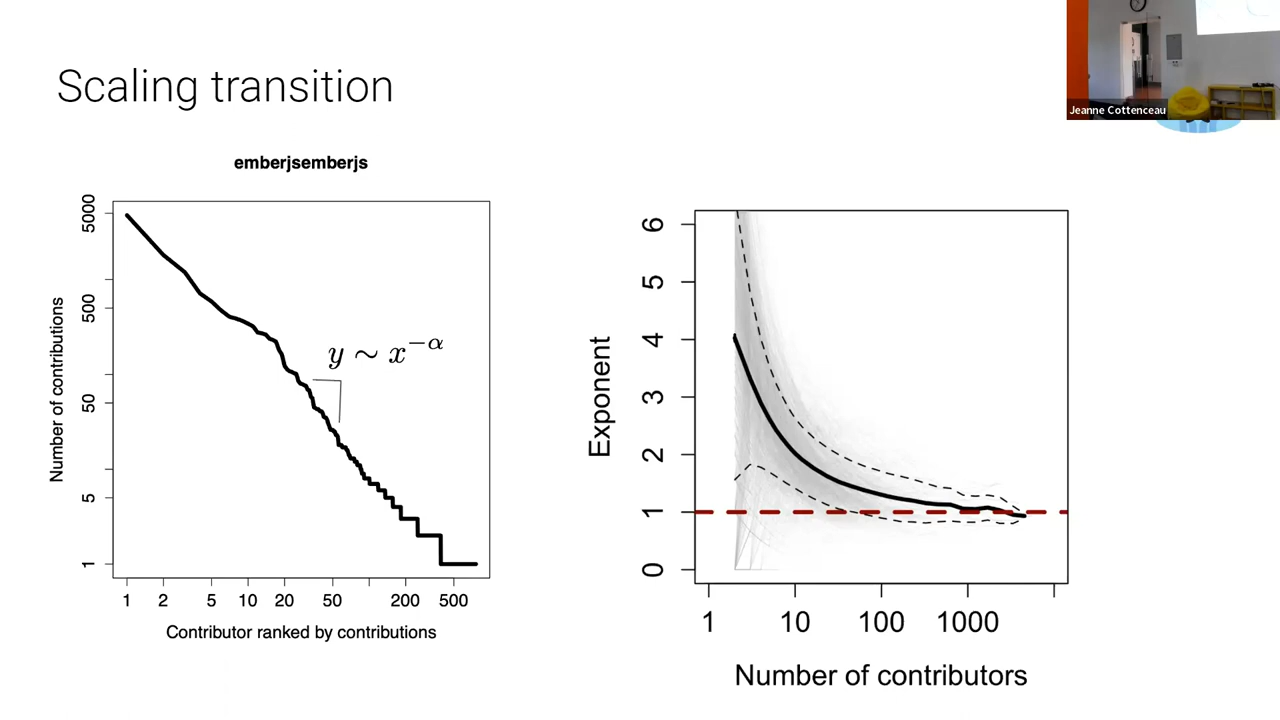 Scaling transition
Jeanne Cottenceau
emberjsemberjs
Number of contributions
5000
500
50
5
1
y ∼ x^{−α}
1 2 5 10 20 50 200 500
Contributor ranked by contributions
Exponent
6
5
4
3
2
1
0
1 10 100 1000
Number of contributors